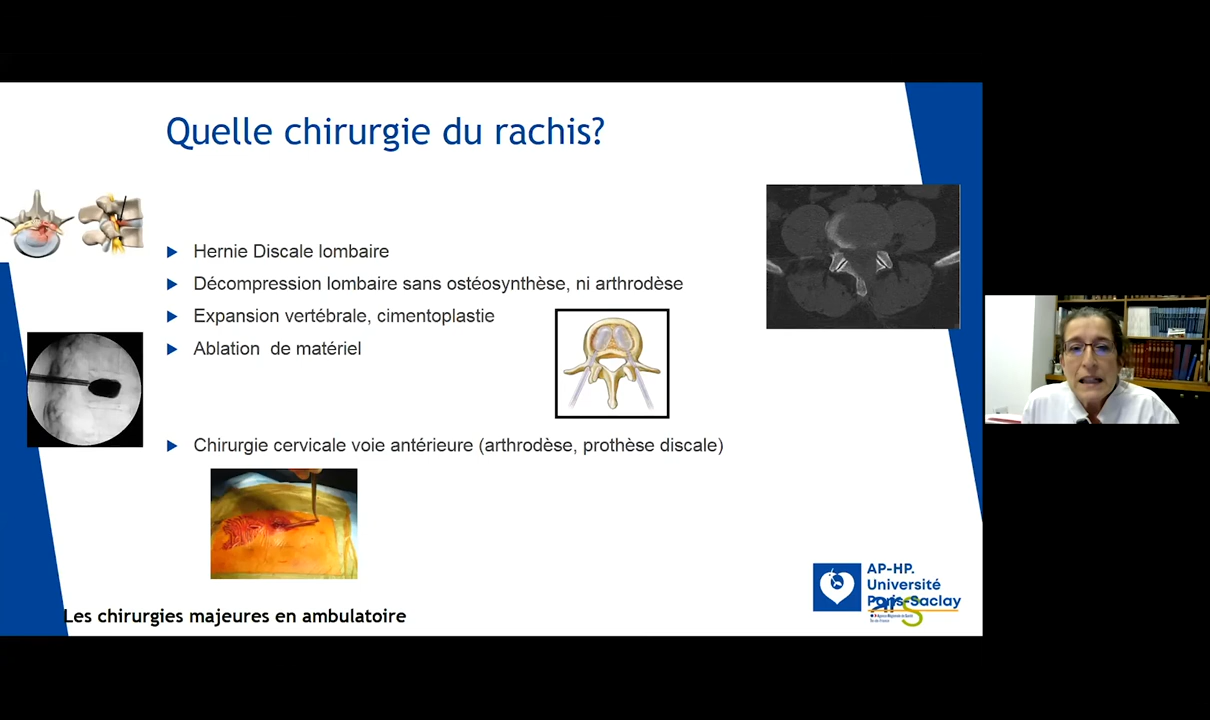 Quelle chirurgie du rachis?
Hernie Discale lombaire
Décompression lombaire sans ostéosynthèse, ni arthrodèse
Expansion vertébrale, cimentoplastie
Ablation de matériel
Chirurgie cervicale voie antérieure (arthrodèse, prothèse discale)
Les chirurgies majeures en ambulatoire
AP-HP.
Université
Paris-Saclay
ars